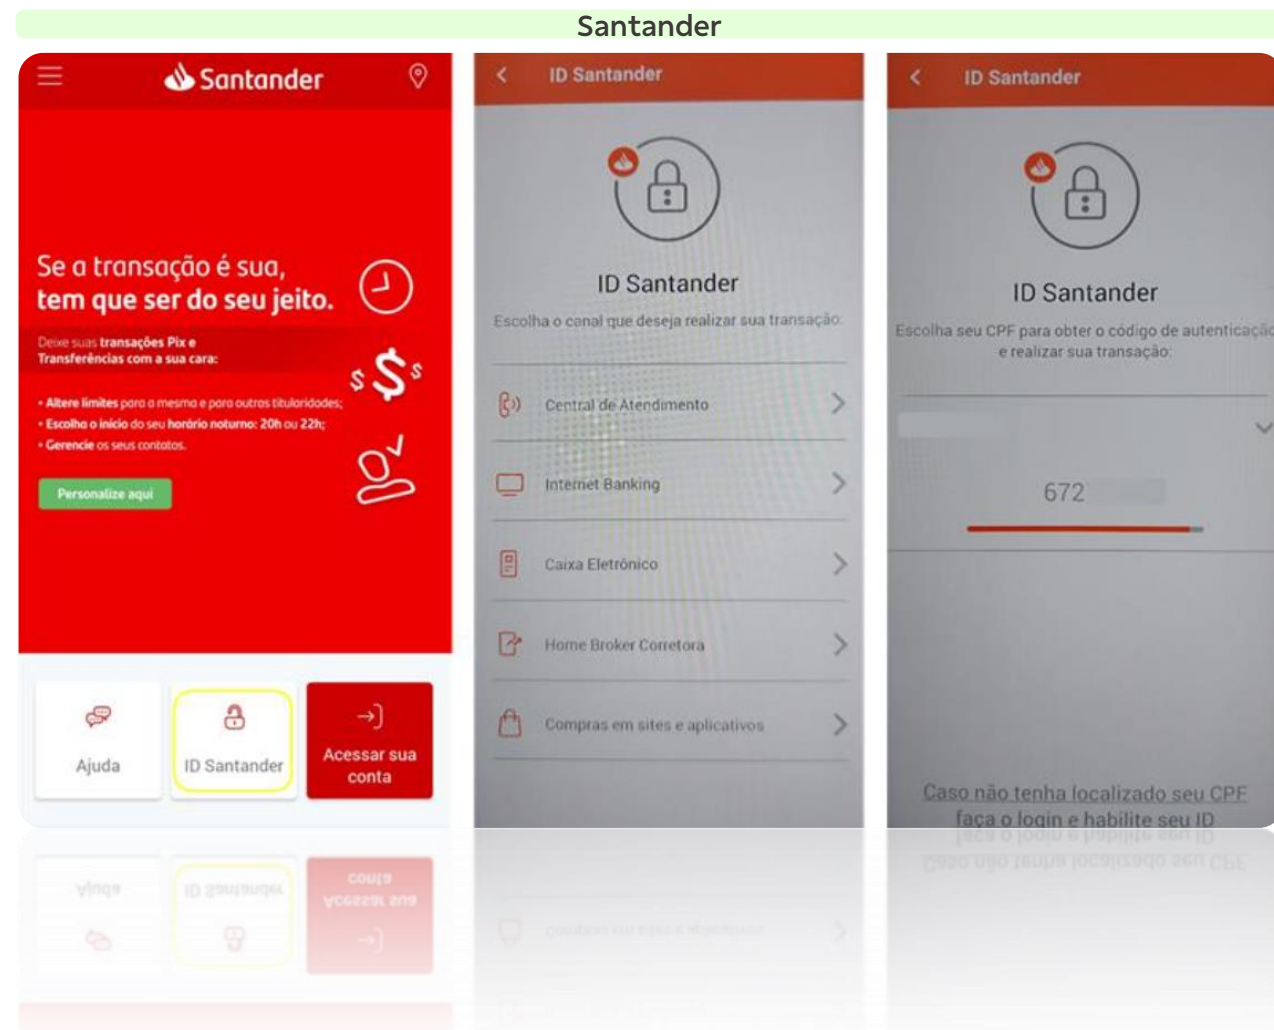 Santander
Santander
Se a transação é sua,
tem que ser do seu jeito.
Deixe suas transações Pix e
Transferências com a sua cara:
• Altere limites para a mesma e para outras titularidades;
• Escolha o início do seu horário noturno: 20h ou 22h;
• Gerencie os seus contatos.
Personalize aqui
Ajuda
ID Santander
Acessar sua
conta
ID Santander
ID Santander
Escolha o canal que deseja realizar sua transação:
Central de Atendimento
Internet Banking
Caixa Eletrônico
Home Broker Corretora
Compras em sites e aplicativos
ID Santander
ID Santander
Escolha seu CPF para obter o código de autenticação
e realizar sua transação:
672
Caso não tenha localizado seu CPF
faça o login e habilite seu ID